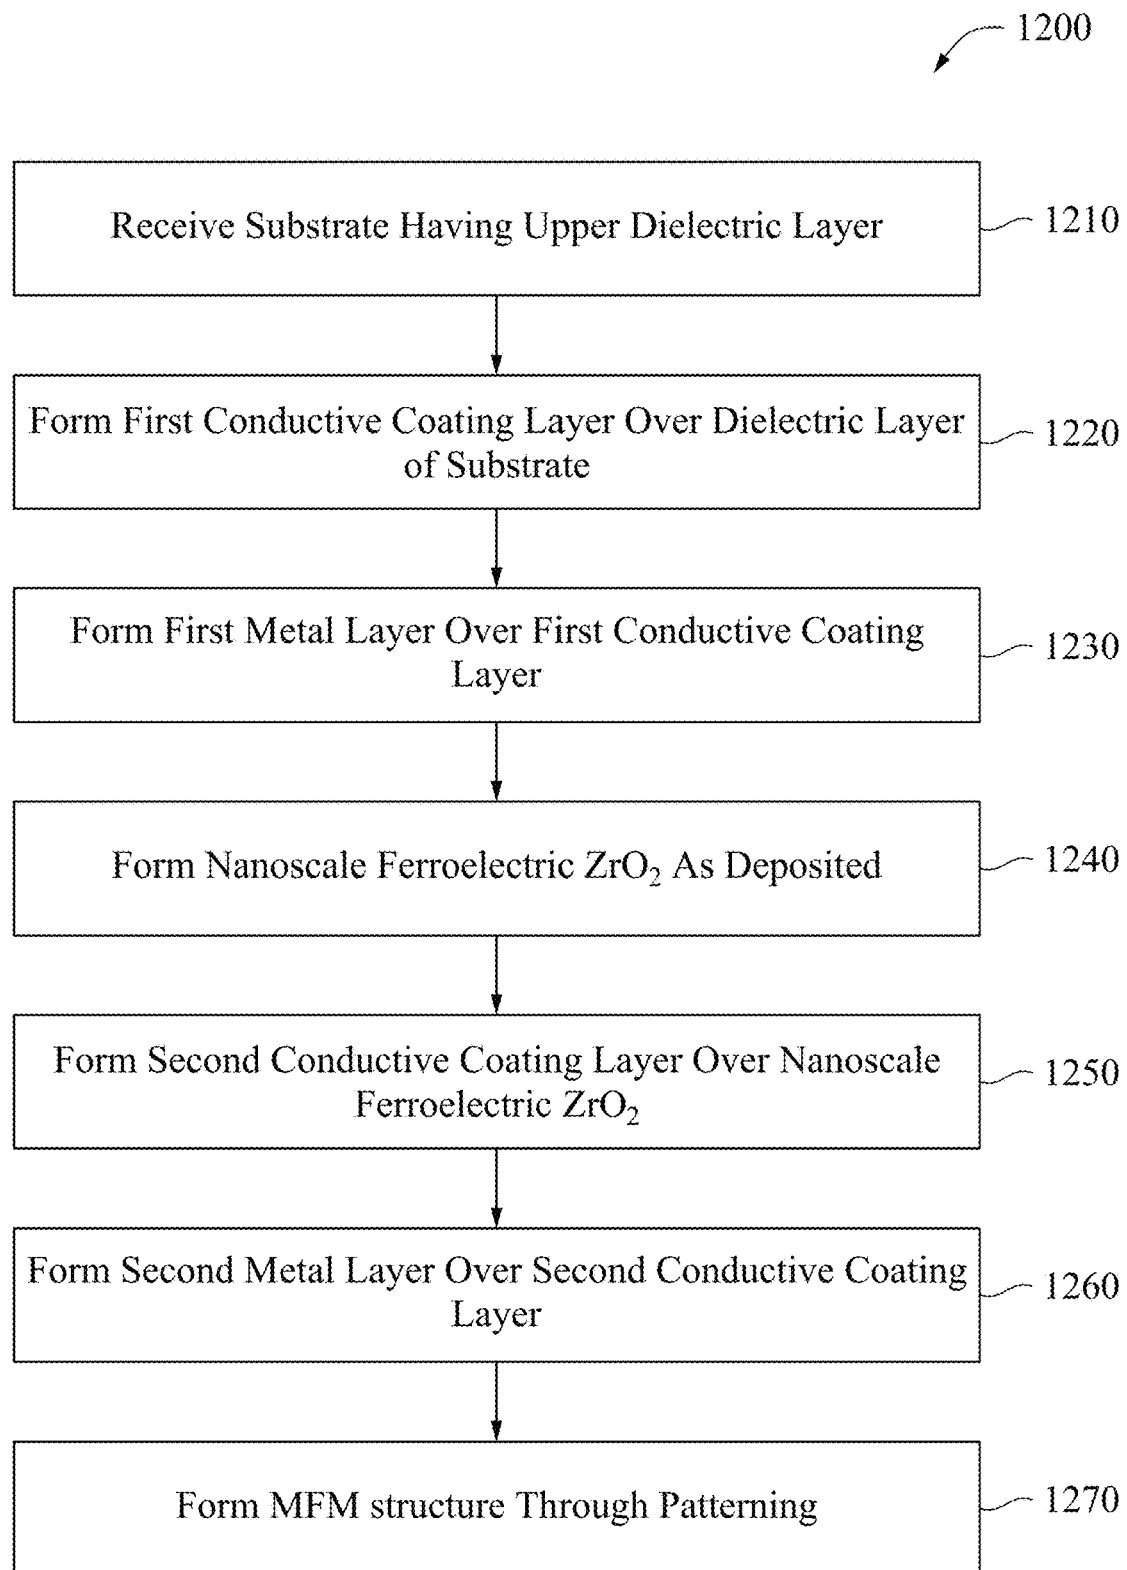 1200
Receive Substrate Having Upper Dielectric Layer
1210
Form First Conductive Coating Layer Over Dielectric Layer
of Substrate
1220
Form First Metal Layer Over First Conductive Coating
Layer
1230
Form Nanoscale Ferroelectric ZrO₂ As Deposited
1240
Form Second Conductive Coating Layer Over Nanoscale
Ferroelectric ZrO₂
1250
Form Second Metal Layer Over Second Conductive Coating
Layer
1260
Form MFM structure Through Patterning
1270